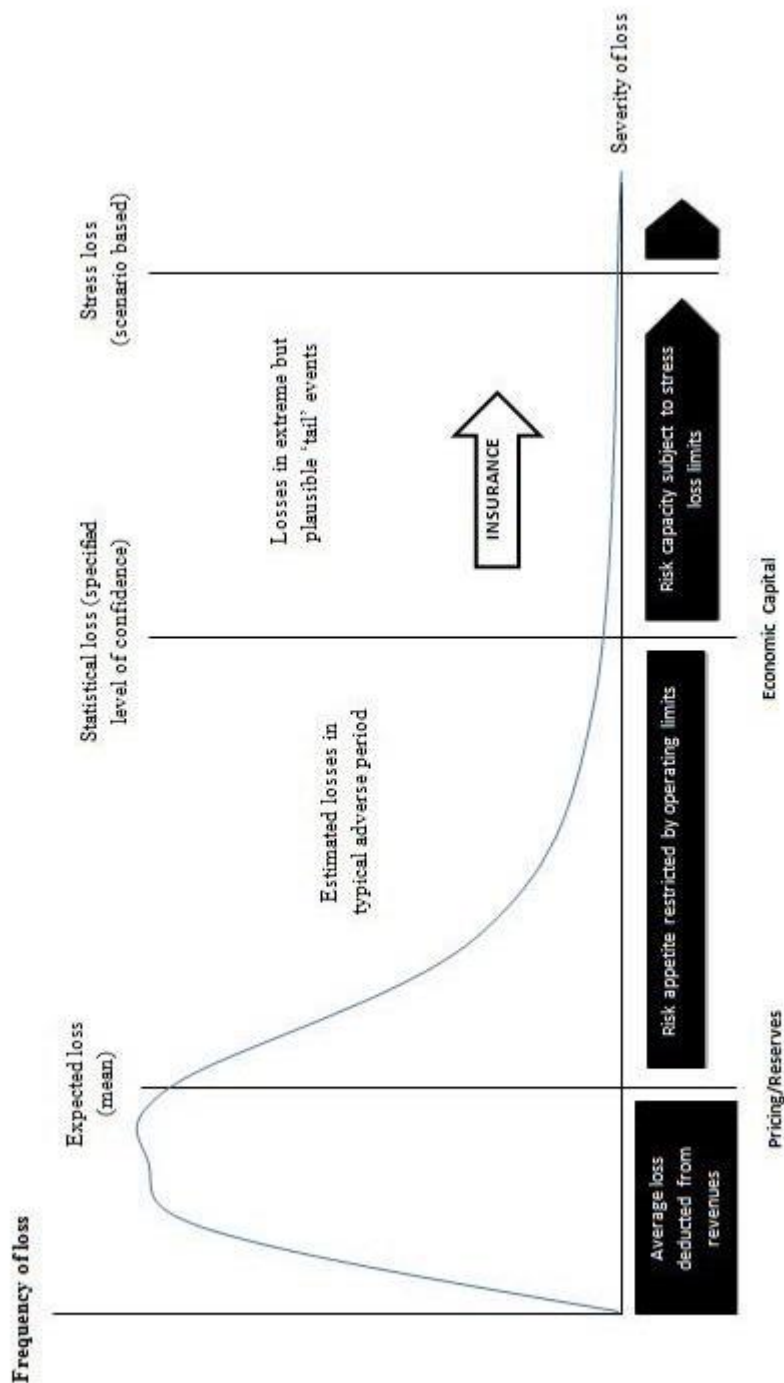 Frequency of loss
Expected loss
(mean)
Statistical loss (specified
level of confidence)
Stress loss
(scenario based)
Estimated losses in
typical adverse period
Losses in extreme but
plausible ‘tail’ events
INSURANCE
Severity of loss
Average loss
deducted from
revenues
Risk appetite restricted by operating limits
Risk capacity subject to stress
loss limits
Pricing/Reserves
Economic Capital